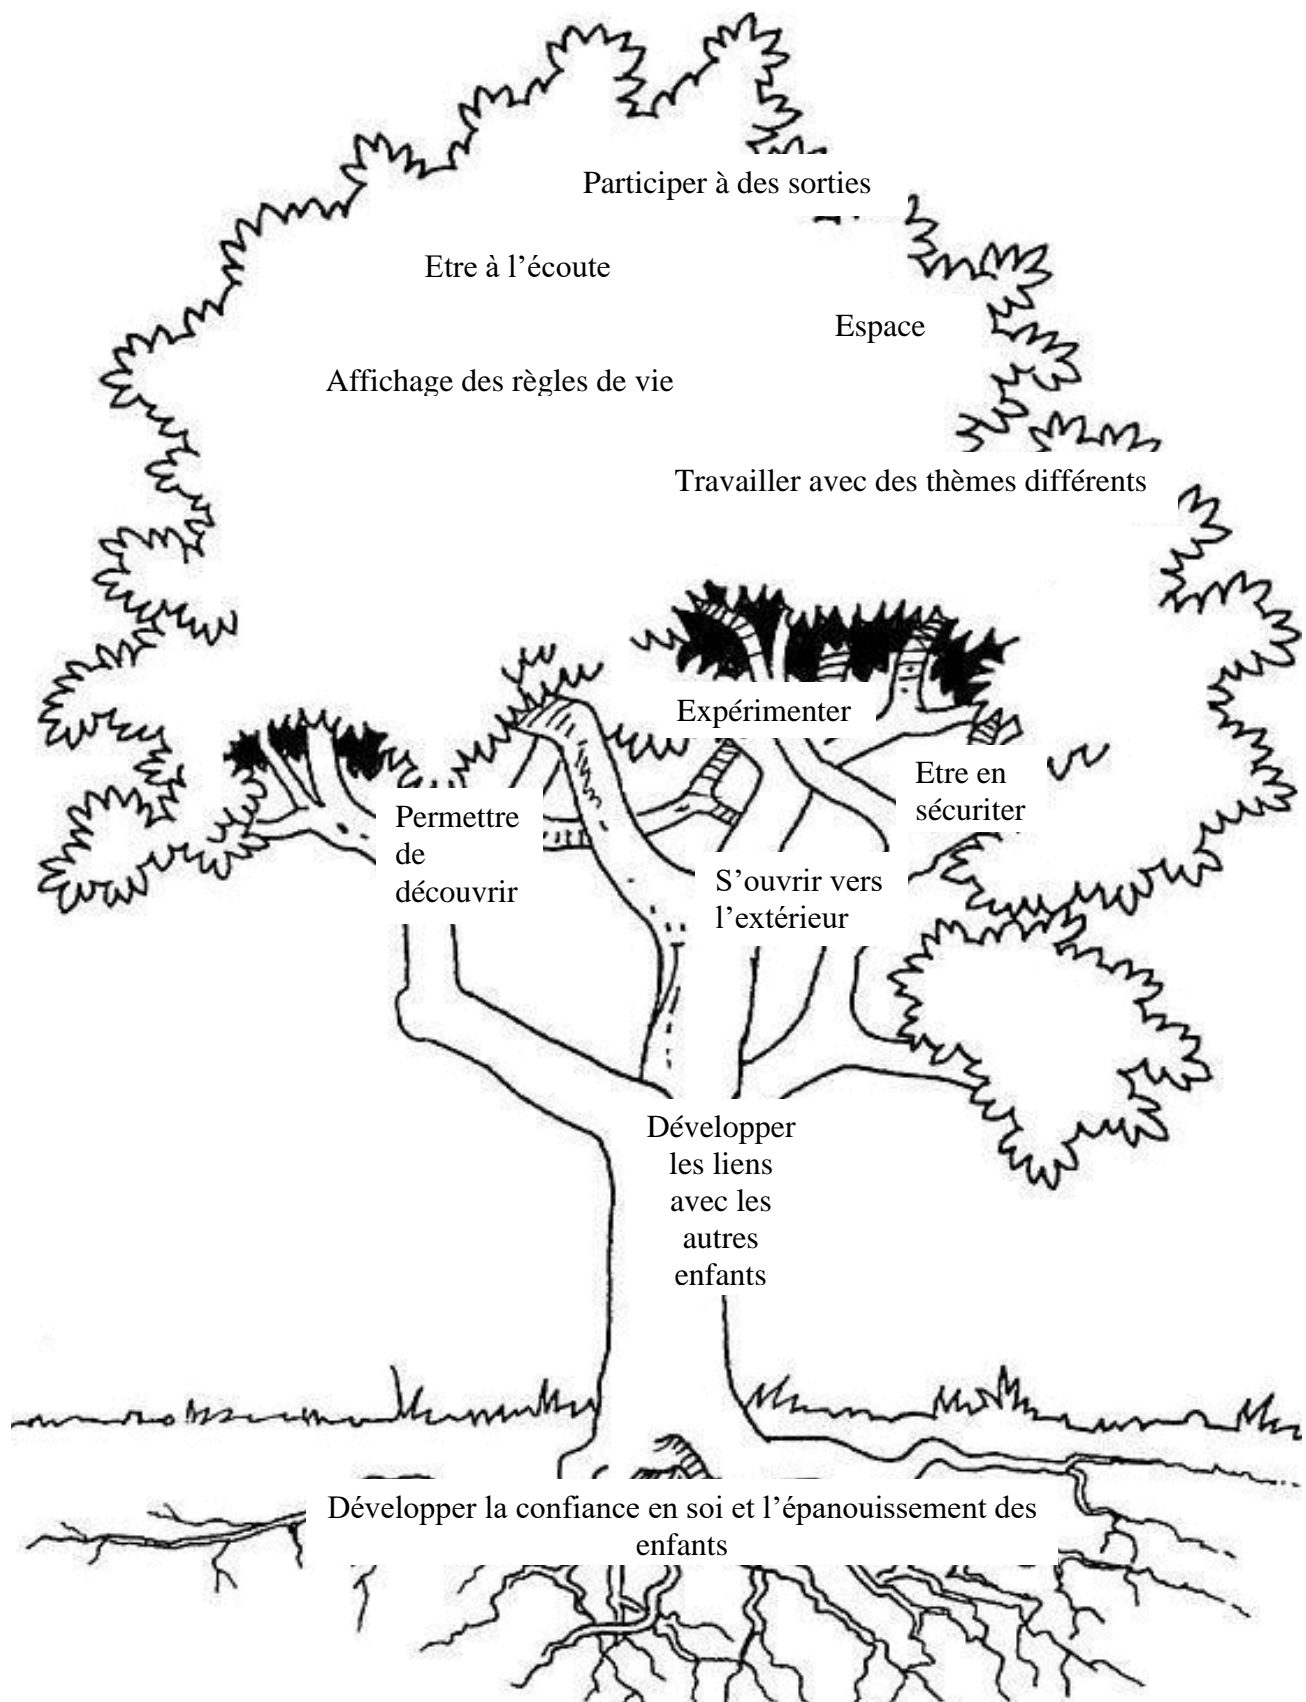 Participer à des sorties
Etre à l’écoute
Espace
Affichage des règles de vie
Travailler avec des thèmes différents
Expérimenter
Etre en
sécuriter
Permettre
de
découvrir
S’ouvrir vers
l’extérieur
Développer
les liens
avec les
autres
enfants
Développer la confiance en soi et l’épanouissement des
enfants